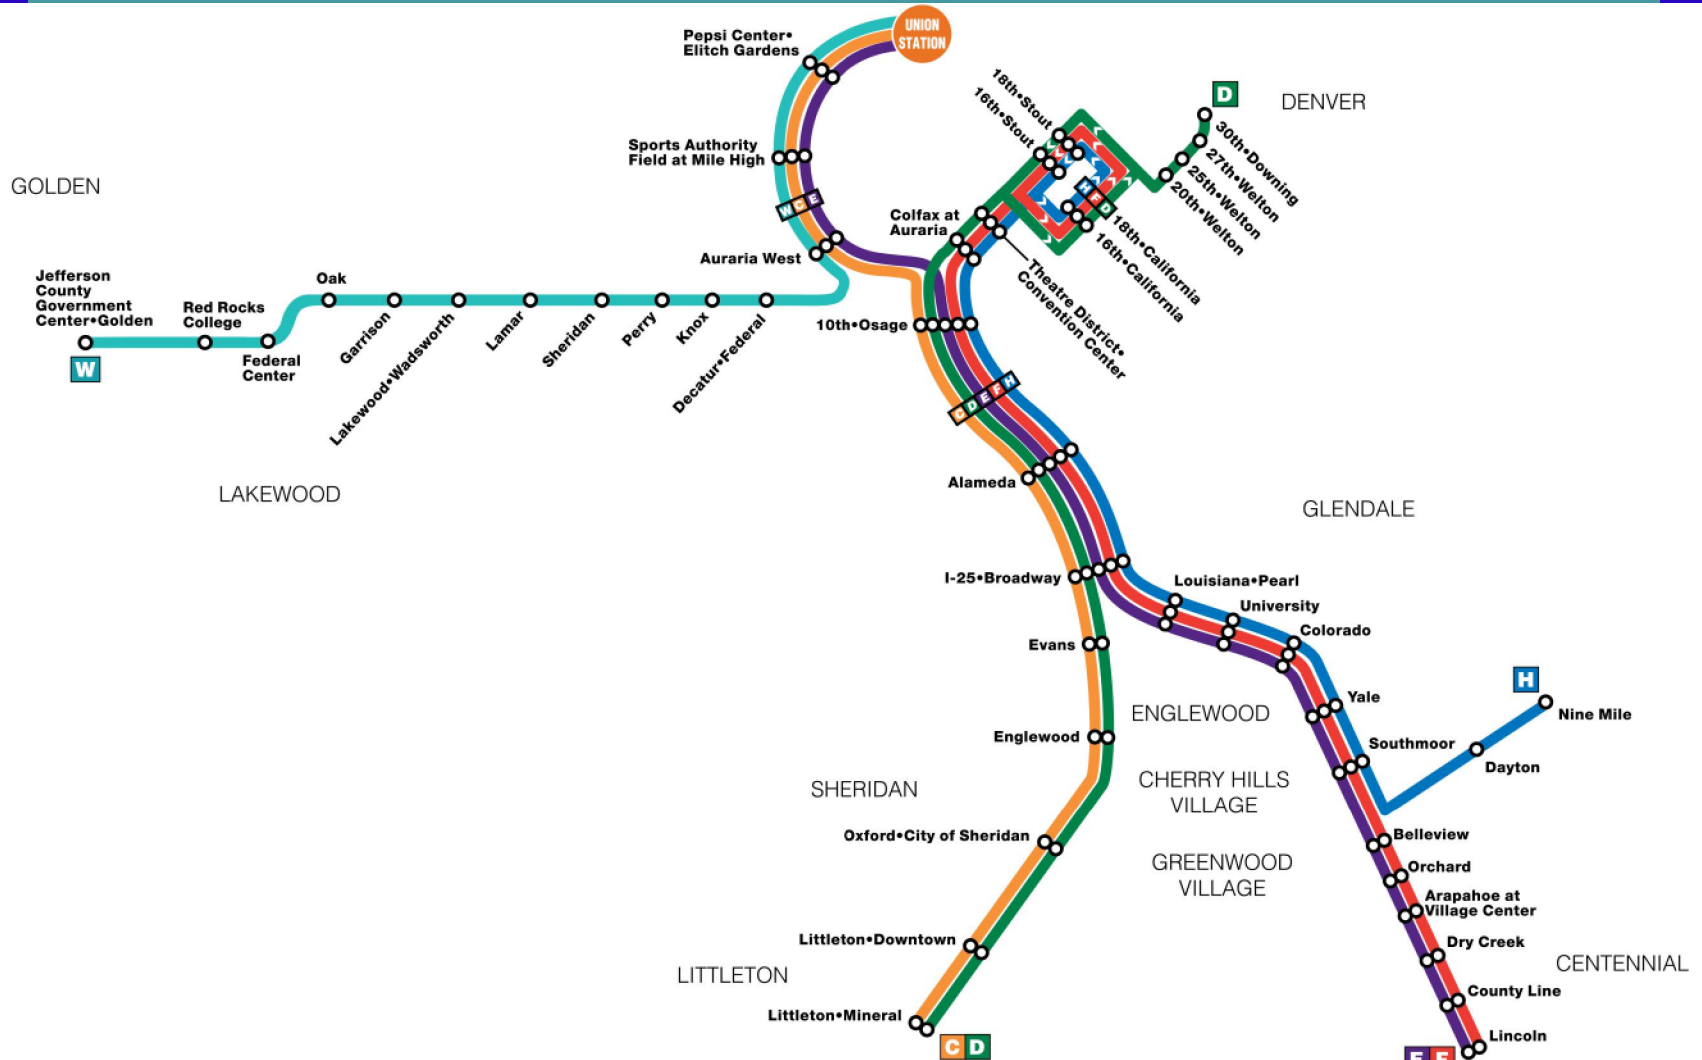 UNION
STATION
Pepsi Center•
Elitch Gardens
Sports Authority
Field at Mile High
W C E
Auraria West
GOLDEN
Jefferson
County
Government
Center•Golden
W
Red Rocks
College
Federal
Center
Oak
Garrison
Lakewood•Wadsworth
Lamar
Sheridan
Perry
Knox
Decatur•Federal
LAKEWOOD
18th•Stout
16th•Stout
D
DENVER
30th•Downing
27th•Welton
25th•Welton
20th•Welton
H F D
18th•California
16th•California
Colfax at
Auraria
Theatre District•
Convention Center
10th•Osage
C D E F H
Alameda
GLENDALE
I-25•Broadway
Louisiana•Pearl
University
Colorado
Evans
Yale
H
Nine Mile
ENGLEWOOD
Englewood
Southmoor
Dayton
SHERIDAN
CHERRY HILLS
VILLAGE
Oxford•City of Sheridan
Belleview
GREENWOOD
VILLAGE
Orchard
Arapahoe at
Village Center
Littleton•Downtown
Dry Creek
LITTLETON
CENTENNIAL
County Line
Littleton•Mineral
C D
Lincoln
E F